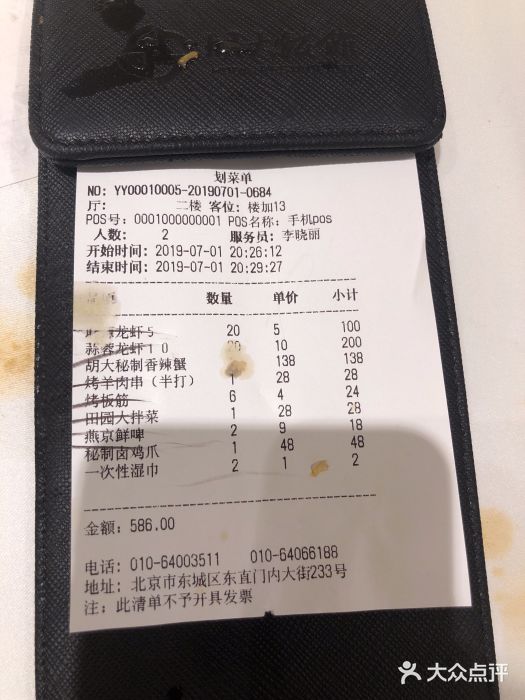 划菜单
NO: YY00010005-20190701-0684
厅: 二楼 客位: 楼加13
POS号: 0001000000001 POS名称: 手机pos
人数: 2 服务员: 李晓丽
开始时间: 2019-07-01 20:26:12
结束时间: 2019-07-01 20:29:27
数量 单价 小计
龙虾5 20 5 100
蒜蓉龙虾10 20 10 200
胡大秘制香辣蟹 138 138
烤羊肉串(半打) 1 28 28
烤板筋 6 4 24
田园大拌菜 1 28 28
燕京鲜啤 2 9 18
秘制卤鸡爪 1 48 48
一次性湿巾 2 1 2
金额: 586.00
电话: 010-64003511 010-64066188
地址: 北京市东城区东直门内大街233号
注: 此清单不予开具发票
大众点评